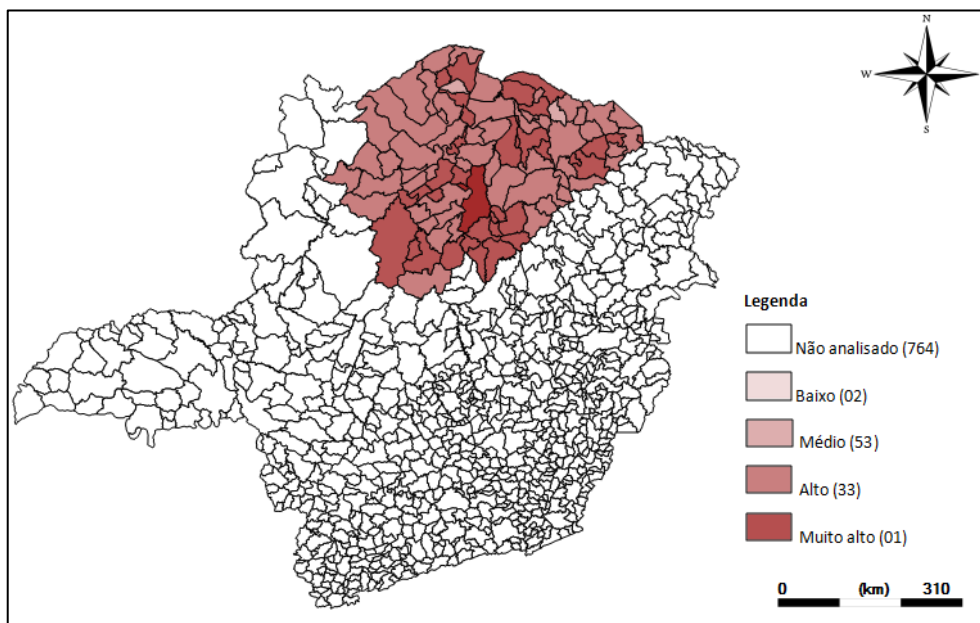 N
W
E
S
Legenda
Não analisado (764)
Baixo (02)
Médio (53)
Alto (33)
Muito alto (01)
0 (km) 310